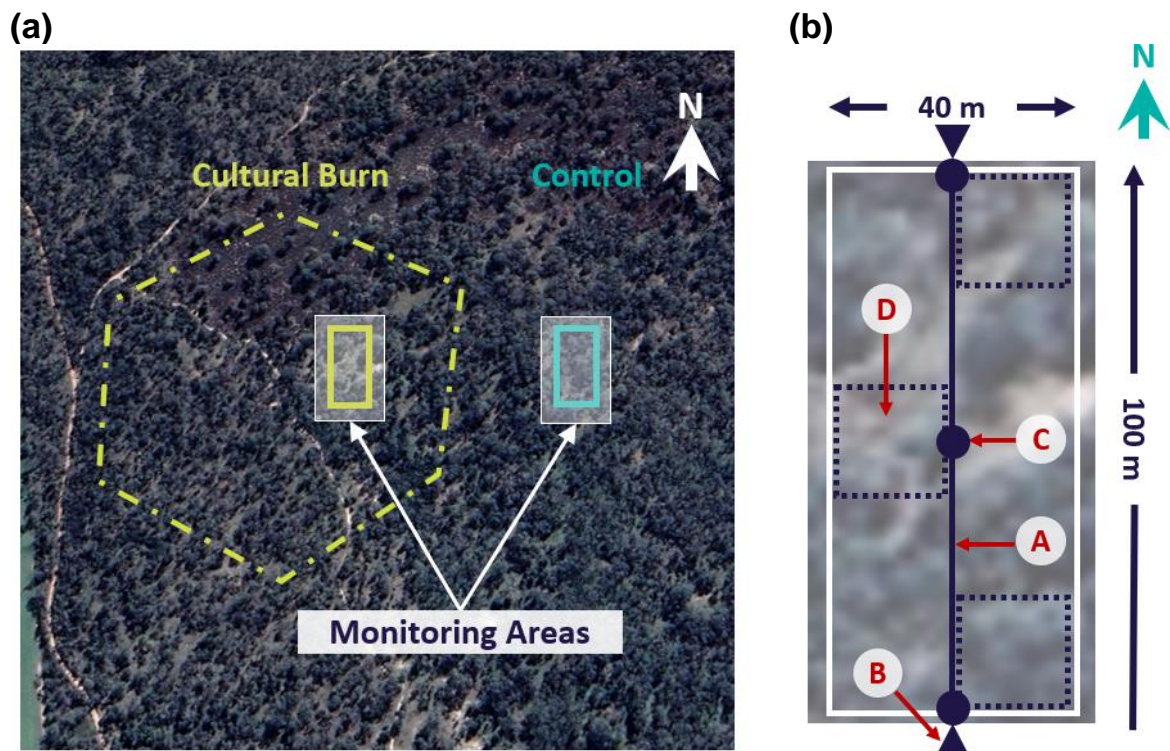 (a)
N
Cultural Burn
Control
Monitoring Areas
(b)
N
40 m
D
C
100 m
A
B